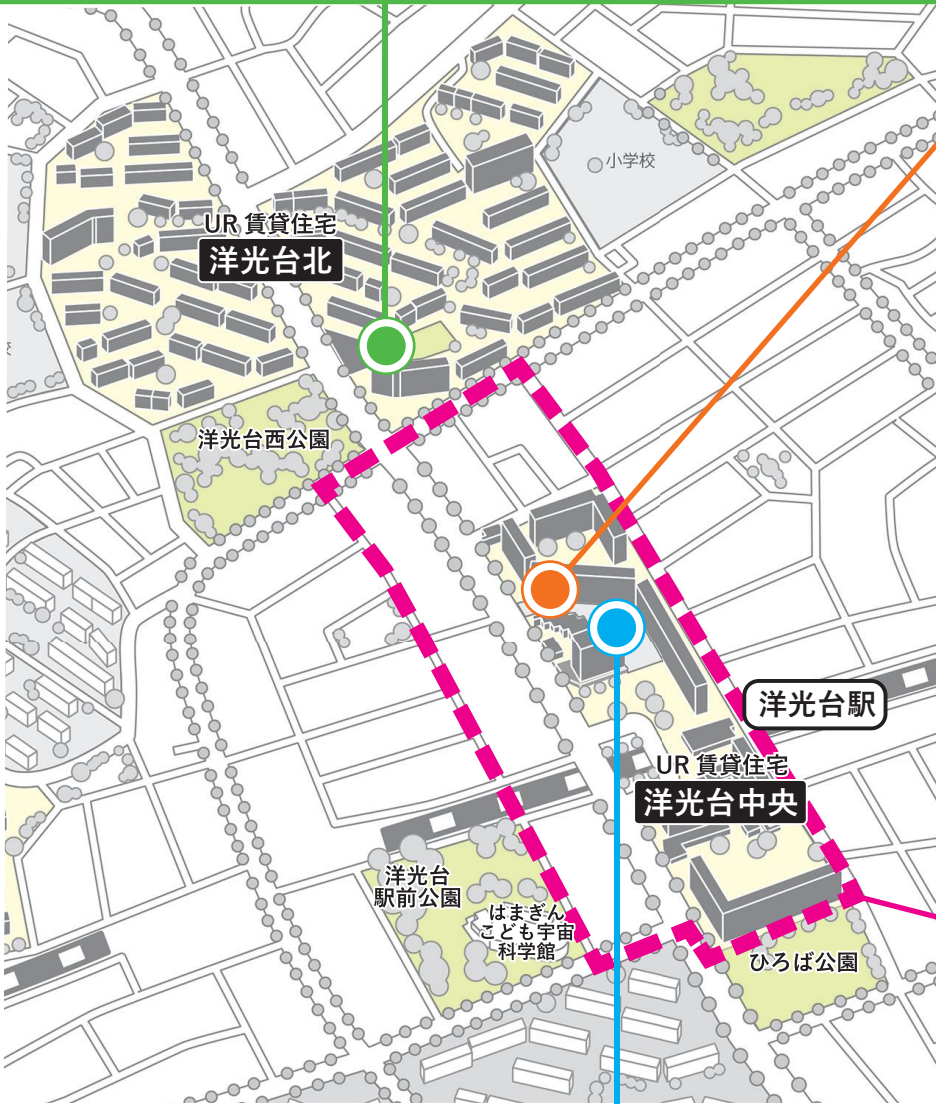 小学校
UR 賃貸住宅
洋光台北
洋光台西公園
洋光台駅
UR 賃貸住宅
洋光台中央
洋光台
駅前公園
はまぎん
こども宇宙
科学館
ひろば公園